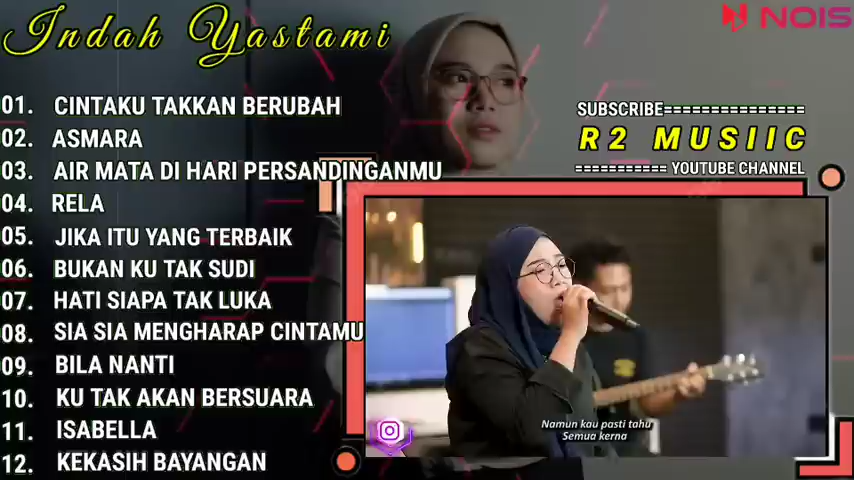 Indah Yastami
NOIS
01. CINTAKU TAKKAN BERUBAH
02. ASMARA
03. AIR MATA DI HARI PERSANDINGANMU
04. RELA
05. JIKA ITU YANG TERBAIK
06. BUKAN KU TAK SUDI
07. HATI SIAPA TAK LUKA
08. SIA SIA MENGHARAP CINTAMU
09. BILA NANTI
10. KU TAK AKAN BERSUARA
11. ISABELLA
12. KEKASIH BAYANGAN
SUBSCRIBE===============
R2 MUSIIC
=========== YOUTUBE CHANNEL
Namun kau pasti tahu
Semua kerna